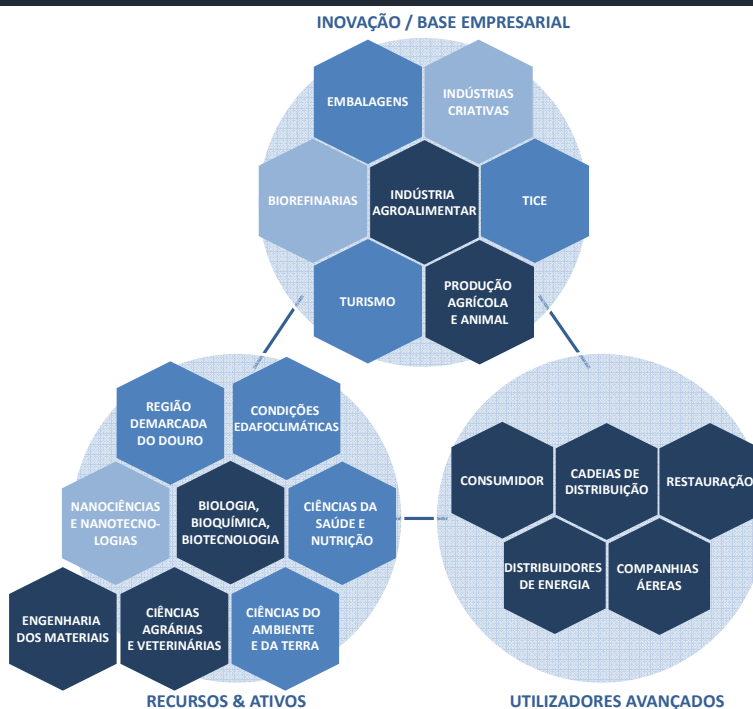 INOVAÇÃO / BASE EMPRESARIAL
EMBALAGENS
INDÚSTRIAS
CRIATIVAS
BIOREFINARIAS
INDÚSTRIA
AGROALIMENTAR
TICE
TURISMO
PRODUÇÃO
AGRÍCOLA
E ANIMAL
REGIÃO
DEMARCADA
DO DOURO
CONDIÇÕES
EDAFOCLIMÁTICAS
NANOCIÊNCIAS
E NANOTECNO-
LOGIAS
BIOLOGIA,
BIOQUÍMICA,
BIOTECNOLOGIA
CIÊNCIAS DA
SAÚDE E
NUTRIÇÃO
ENGENHARIA
DOS MATERIAIS
CIÊNCIAS
AGRÁRIAS
E VETERINÁRIAS
CIÊNCIAS DO
AMBIENTE
E DA TERRA
RECURSOS & ATIVOS
CONSUMIDOR
CADEIAS DE
DISTRIBUIÇÃO
RESTAURAÇÃO
DISTRIBUIDORES
DE ENERGIA
COMPANHIAS
ÁEREAS
UTILIZADORES AVANÇADOS